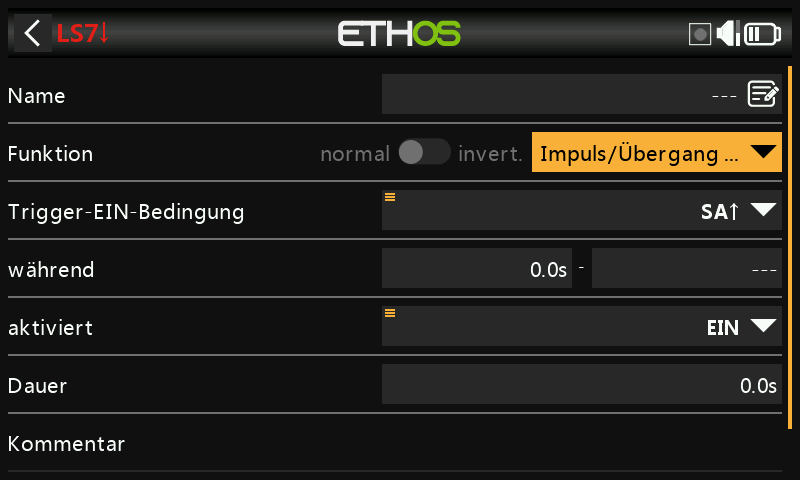 LS7↓ ETHOS
Name ---
Funktion normal invert. Impuls/Übergang ...
Trigger-EIN-Bedingung SA↑
während 0.0s - ---
aktiviert EIN
Dauer 0.0s
Kommentar